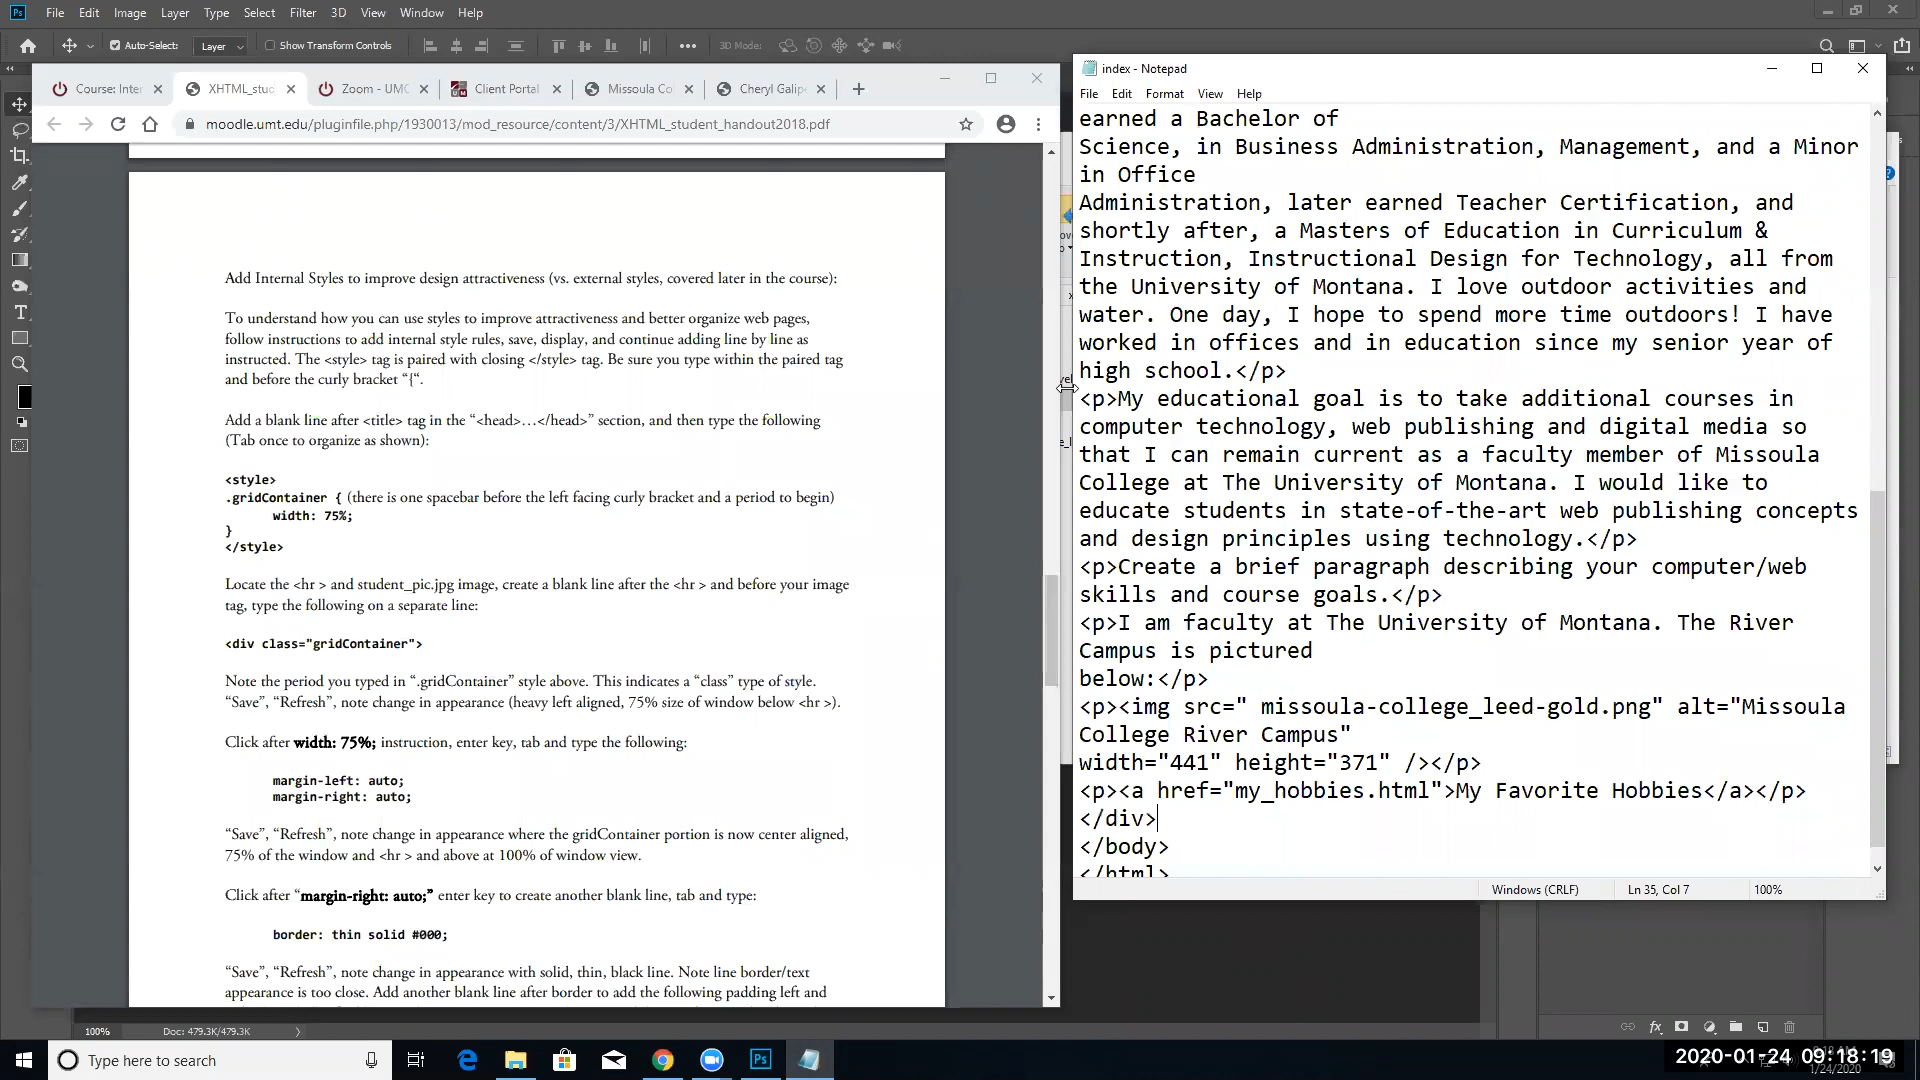 Ps File Edit Image Layer Type Select Filter 3D View Window Help
Auto-Select: Layer Show Transform Controls 3D Mode:
Course: Inter XHTML_stud Zoom - UMC Client Portal Missoula Col Cheryl Galip
moodle.umt.edu/pluginfile.php/1930013/mod_resource/content/3/XHTML_student_handout2018.pdf
Add Internal Styles to improve design attractiveness (vs. external styles, covered later in the course):
To understand how you can use styles to improve attractiveness and better organize web pages,
follow instructions to add internal style rules, save, display, and continue adding line by line as
instructed. The <style> tag is paired with closing </style> tag. Be sure you type within the paired tag
and before the curly bracket “{“.
Add a blank line after <title> tag in the “<head>…</head>” section, and then type the following
(Tab once to organize as shown):
<style>
.gridContainer { (there is one spacebar before the left facing curly bracket and a period to begin)
width: 75%;
}
</style>
Locate the <hr > and student_pic.jpg image, create a blank line after the <hr > and before your image
tag, type the following on a separate line:
<div class="gridContainer">
Note the period you typed in “.gridContainer” style above. This indicates a “class” type of style.
“Save”, “Refresh”, note change in appearance (heavy left aligned, 75% size of window below <hr >).
Click after width: 75%; instruction, enter key, tab and type the following:
margin-left: auto;
margin-right: auto;
“Save”, “Refresh”, note change in appearance where the gridContainer portion is now center aligned,
75% of the window and <hr > and above at 100% of window view.
Click after “margin-right: auto;” enter key to create another blank line, tab and type:
border: thin solid #000;
“Save”, “Refresh”, note change in appearance with solid, thin, black line. Note line border/text
appearance is too close. Add another blank line after border to add the following padding left and
index - Notepad
File Edit Format View Help
earned a Bachelor of
Science, in Business Administration, Management, and a Minor
in Office
Administration, later earned Teacher Certification, and
shortly after, a Masters of Education in Curriculum &
Instruction, Instructional Design for Technology, all from
the University of Montana. I love outdoor activities and
water. One day, I hope to spend more time outdoors! I have
worked in offices and in education since my senior year of
high school.</p>
<p>My educational goal is to take additional courses in
computer technology, web publishing and digital media so
that I can remain current as a faculty member of Missoula
College at The University of Montana. I would like to
educate students in state-of-the-art web publishing concepts
and design principles using technology.</p>
<p>Create a brief paragraph describing your computer/web
skills and course goals.</p>
<p>I am faculty at The University of Montana. The River
Campus is pictured
below:</p>
<p><img src=" missoula-college_leed-gold.png" alt="Missoula
College River Campus"
width="441" height="371" /></p>
<p><a href="my_hobbies.html">My Favorite Hobbies</a></p>
</div>
</body>
</html>
Windows (CRLF) Ln 35, Col 7 100%
100% Doc: 479.3K/479.3K
Type here to search
2020-01-24 09:18:19
1/24/2020